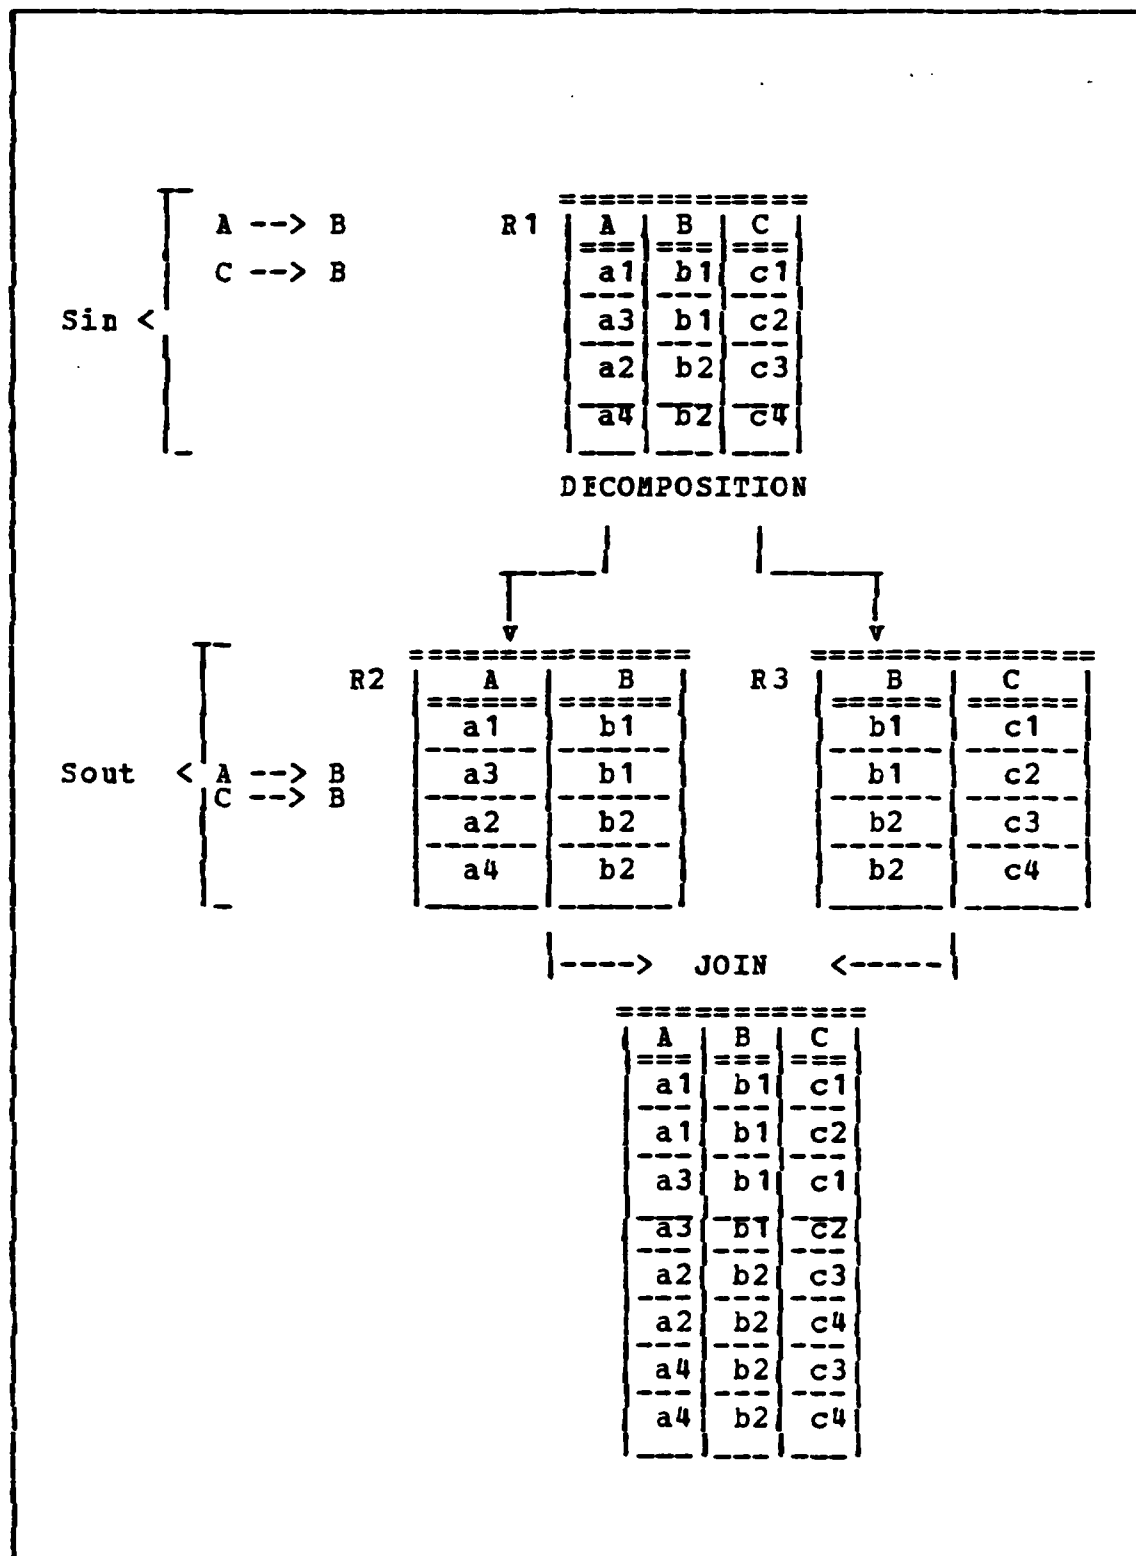 A --> B
C --> B
Sin <
R1
A B C
a1 b1 c1
a3 b1 c2
a2 b2 c3
a4 b2 c4
DECOMPOSITION
R2
A B
a1 b1
a3 b1
a2 b2
a4 b2
R3
B C
b1 c1
b1 c2
b2 c3
b2 c4
Sout < A --> B
C --> B
----> JOIN <-----
A B C
a1 b1 c1
a1 b1 c2
a3 b1 c1
a3 b1 c2
a2 b2 c3
a2 b2 c4
a4 b2 c3
a4 b2 c4